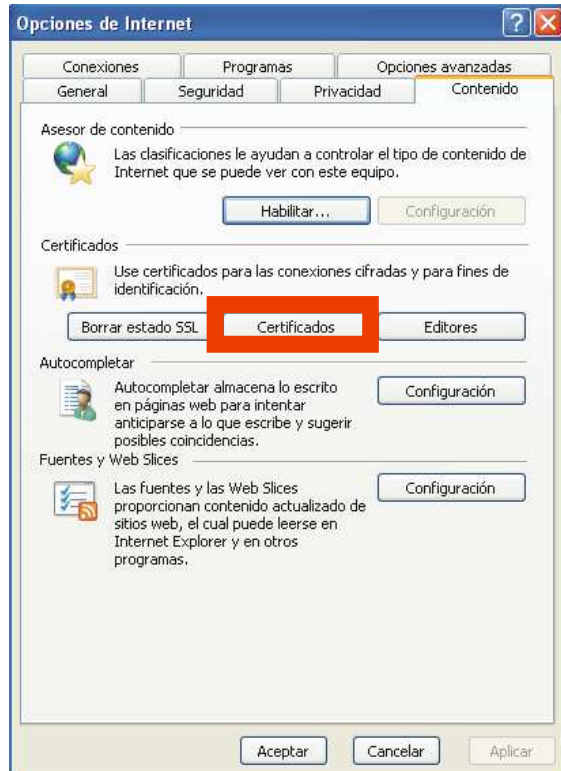 Opciones de Internet
Conexiones Programas Opciones avanzadas
General Seguridad Privacidad Contenido
Asesor de contenido
Las clasificaciones le ayudan a controlar el tipo de contenido de
Internet que se puede ver con este equipo.
Habilitar... Configuración
Certificados
Use certificados para las conexiones cifradas y para fines de
identificación.
Borrar estado SSL Certificados Editores
Autocompletar
Autocompletar almacena lo escrito
en páginas web para intentar
anticiparse a lo que escribe y sugerir
posibles coincidencias.
Configuración
Fuentes y Web Slices
Las fuentes y las Web Slices
proporcionan contenido actualizado de
sitios web, el cual puede leerse en
Internet Explorer y en otros
programas.
Configuración
Aceptar Cancelar Aplicar